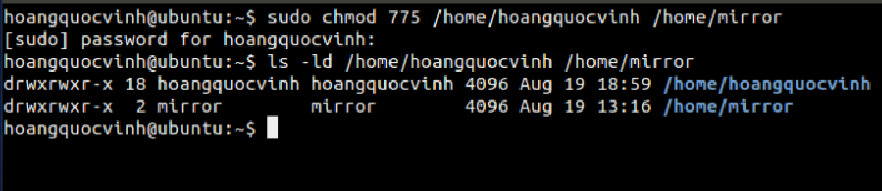 hoangquocvinh@ubuntu:~$ sudo chmod 775 /home/hoangquocvinh /home/mirror
[sudo] password for hoangquocvinh:
hoangquocvinh@ubuntu:~$ ls -ld /home/hoangquocvinh /home/mirror
drwxrwxr-x 18 hoangquocvinh hoangquocvinh 4096 Aug 19 18:59 /home/hoangquocvinh
drwxrwxr-x  2 mirror        mirror        4096 Aug 19 13:16 /home/mirror
hoangquocvinh@ubuntu:~$